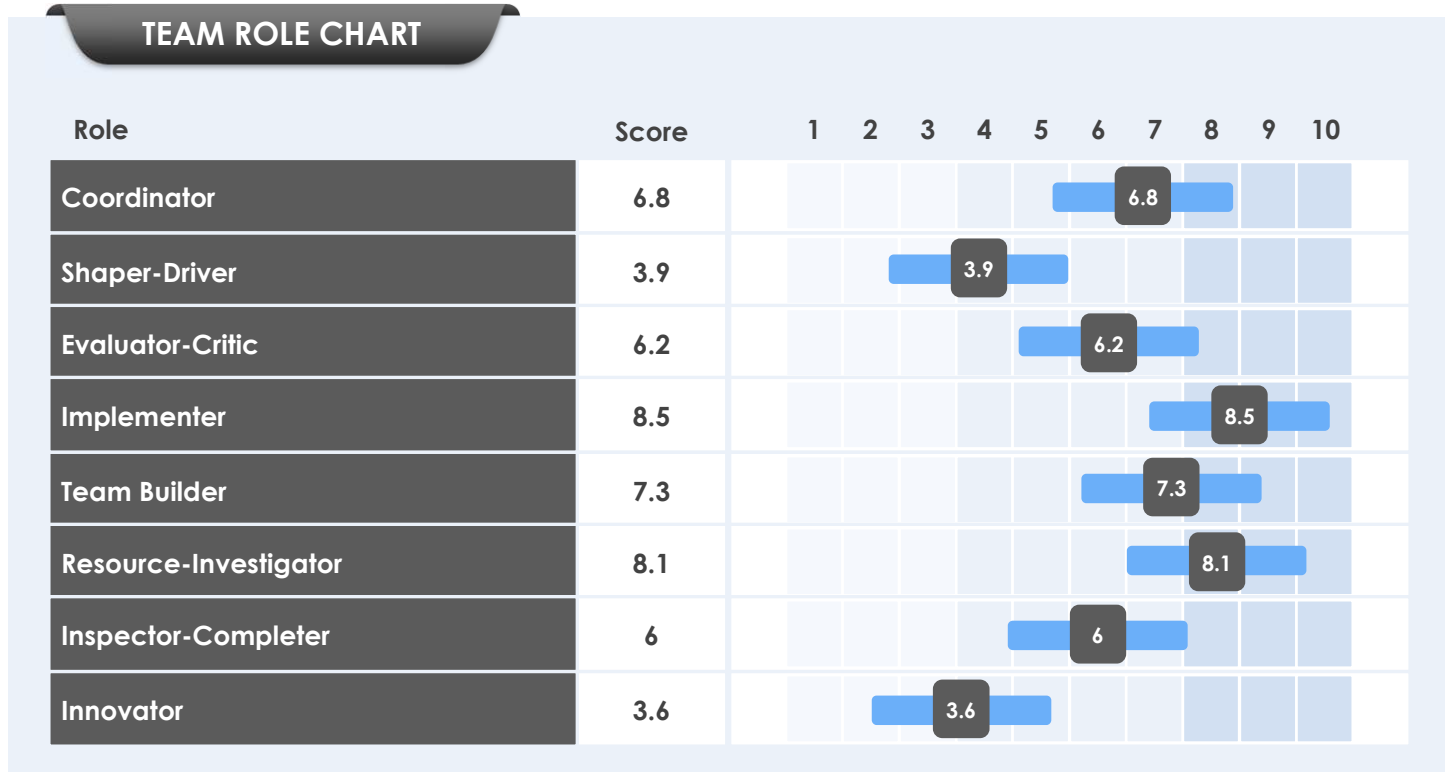 TEAM ROLE CHART
Role Score 1 2 3 4 5 6 7 8 9 10
Coordinator 6.8 6.8
Shaper-Driver 3.9 3.9
Evaluator-Critic 6.2 6.2
Implementer 8.5 8.5
Team Builder 7.3 7.3
Resource-Investigator 8.1 8.1
Inspector-Completer 6 6
Innovator 3.6 3.6